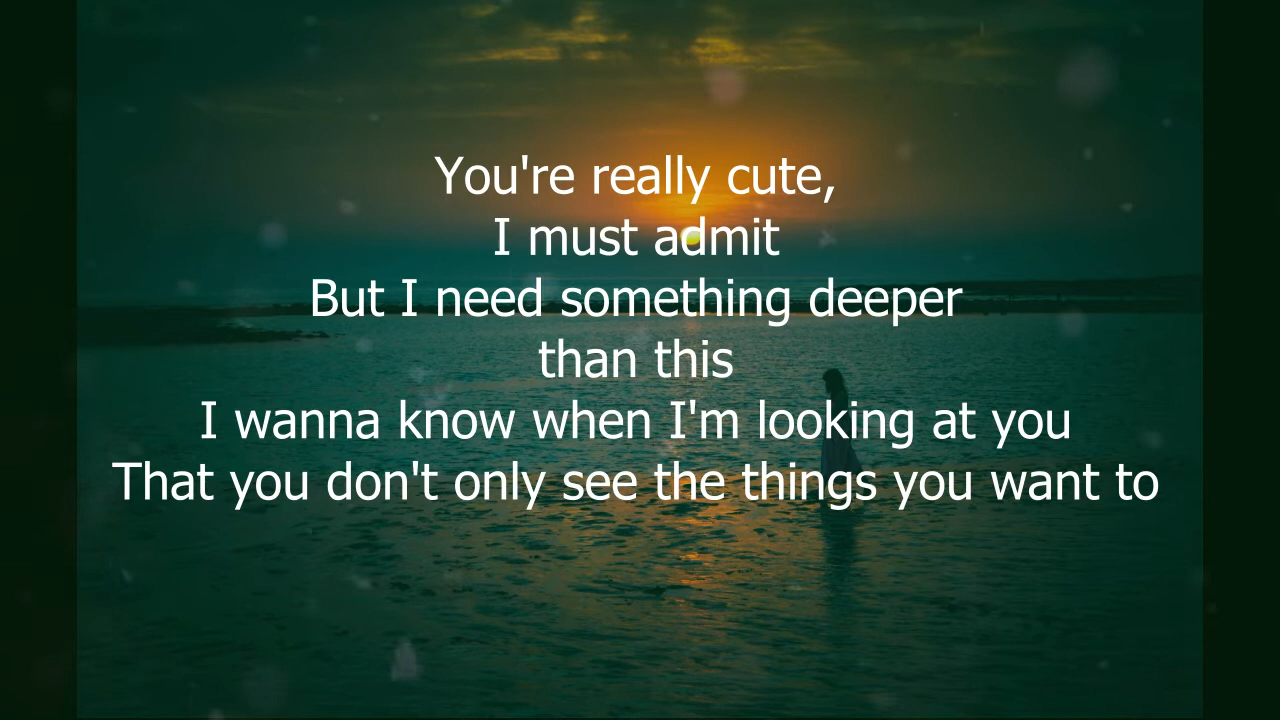 You're really cute,
I must admit
But I need something deeper
than this
I wanna know when I'm looking at you
That you don't only see the things you want to